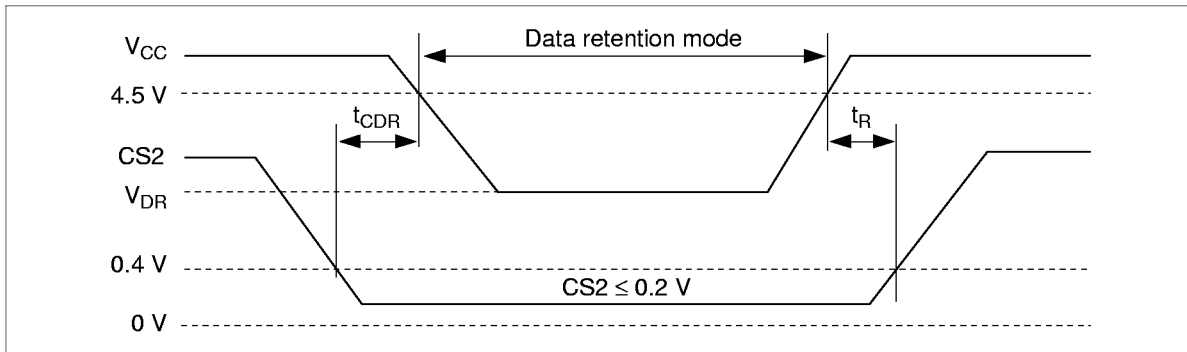 V_CC
Data retention mode
4.5 V
t_CDR
t_R
CS2
V_DR
0.4 V
CS2 ≤ 0.2 V
0 V